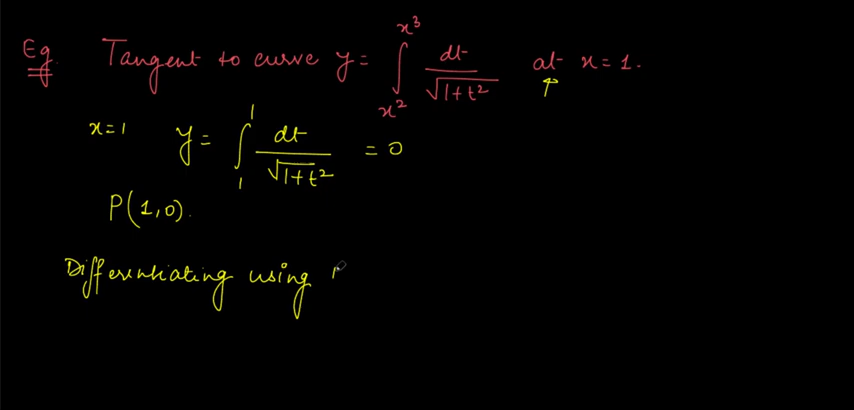 Eg. Tangent to curve y = ∫_{x²}^{x³} dt/√(1+t²) at x = 1.
x=1 y = ∫_{1}^{1} dt/√(1+t²) = 0
P(1,0).
Differentiating using